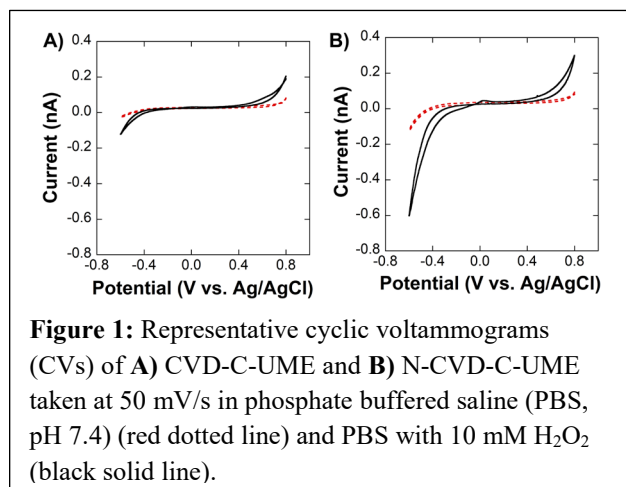 A)
B)
0.4
0.2
0.0
-0.2
-0.4
-0.6
-0.8
Current (nA)
-0.8 -0.4 0.0 0.4 0.8
Potential (V vs. Ag/AgCl)
0.4
0.2
0.0
-0.2
-0.4
-0.6
-0.8
Current (nA)
-0.8 -0.4 0.0 0.4 0.8
Potential (V vs. Ag/AgCl)
Figure 1: Representative cyclic voltammograms
(CVs) of A) CVD-C-UME and B) N-CVD-C-UME
taken at 50 mV/s in phosphate buffered saline (PBS,
pH 7.4) (red dotted line) and PBS with 10 mM H₂O₂
(black solid line).